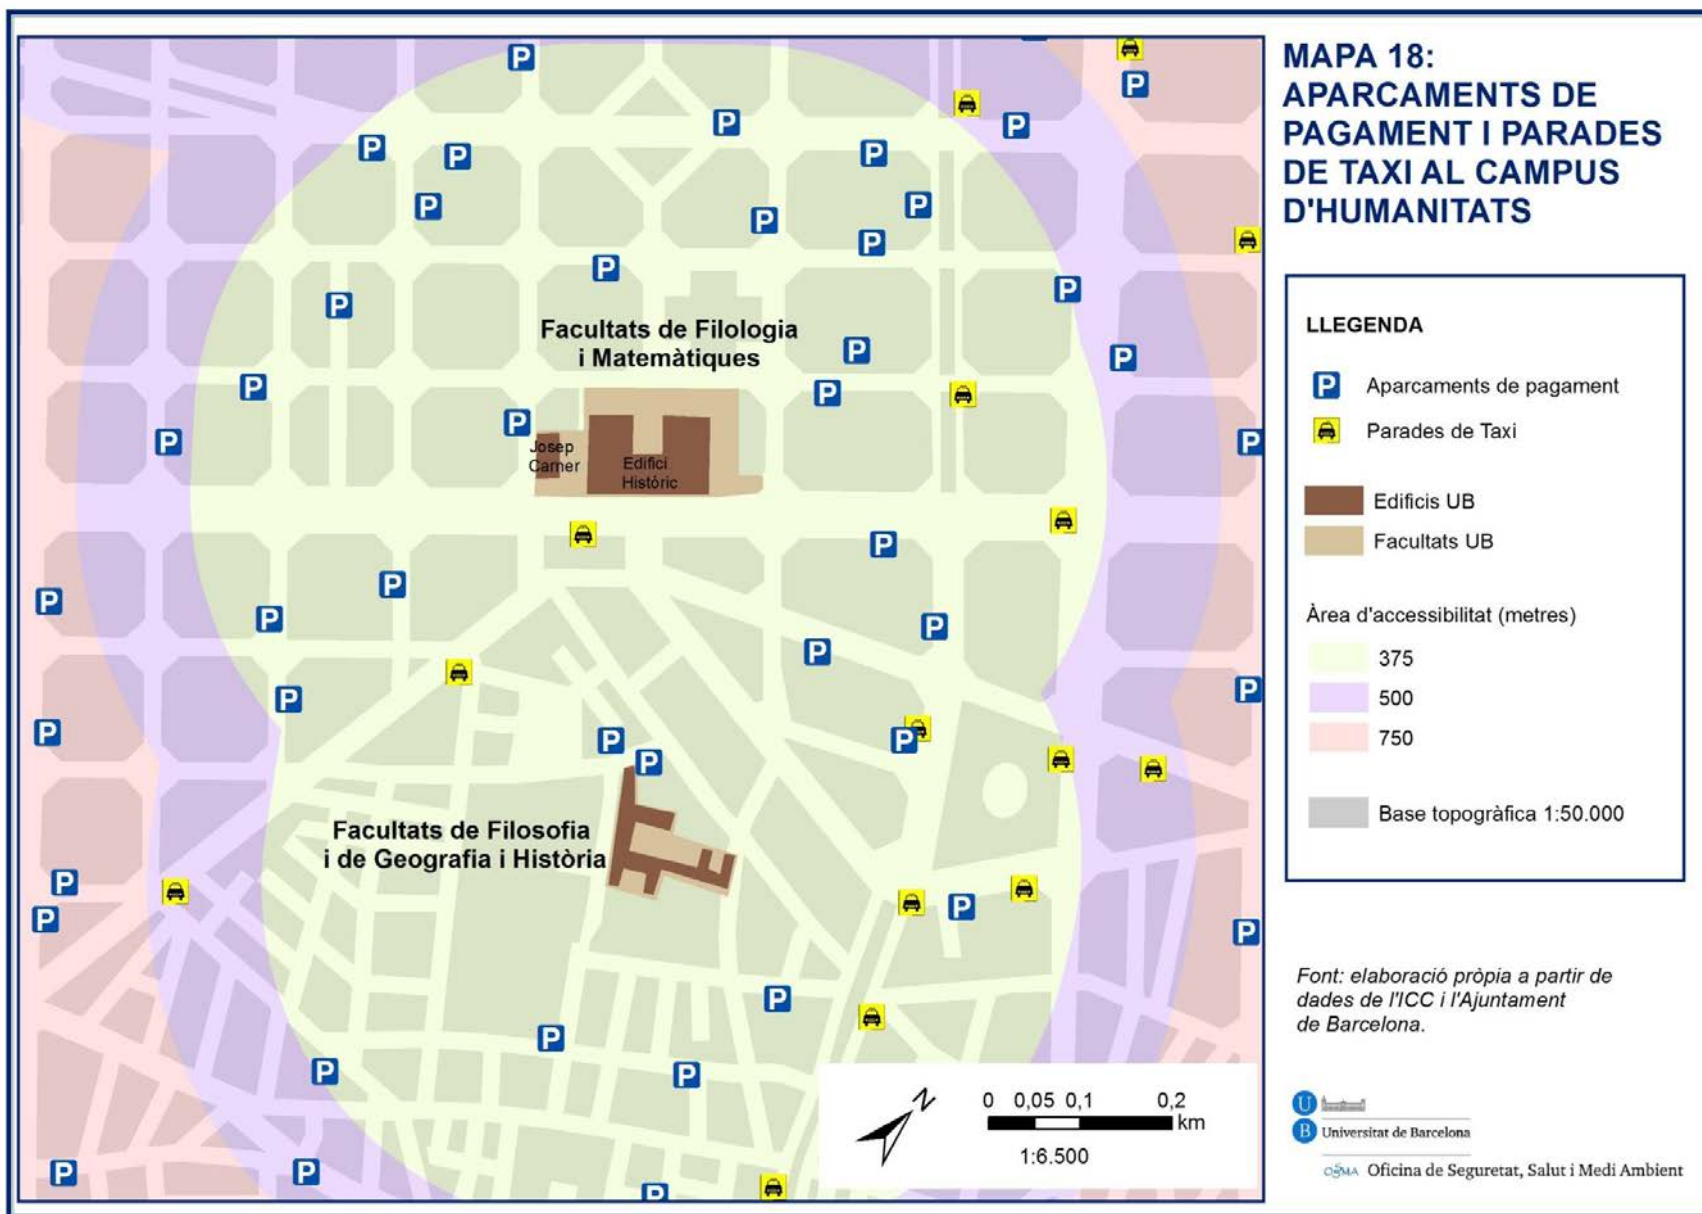 MAPA 18:
APARCAMENTS DE
PAGAMENT I PARADES
DE TAXI AL CAMPUS
D'HUMANITATS
LLEGENDA
P Aparcaments de pagament
Parades de Taxi
Edificis UB
Facultats UB
Àrea d'accessibilitat (metres)
375
500
750
Base topogràfica 1:50.000
Facultats de Filologia
i Matemàtiques
Josep
Carner
Edifici
Històric
Facultats de Filosofia
i de Geografia i Història
N
0 0,05 0,1 0,2
km
1:6.500
Font: elaboració pròpia a partir de
dades de l'ICC i l'Ajuntament
de Barcelona.
U
B Universitat de Barcelona
OSSMA Oficina de Seguretat, Salut i Medi Ambient